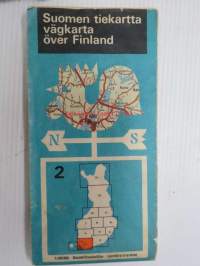 Suomen tiekartta
vägkarta
över Finland
N S
2